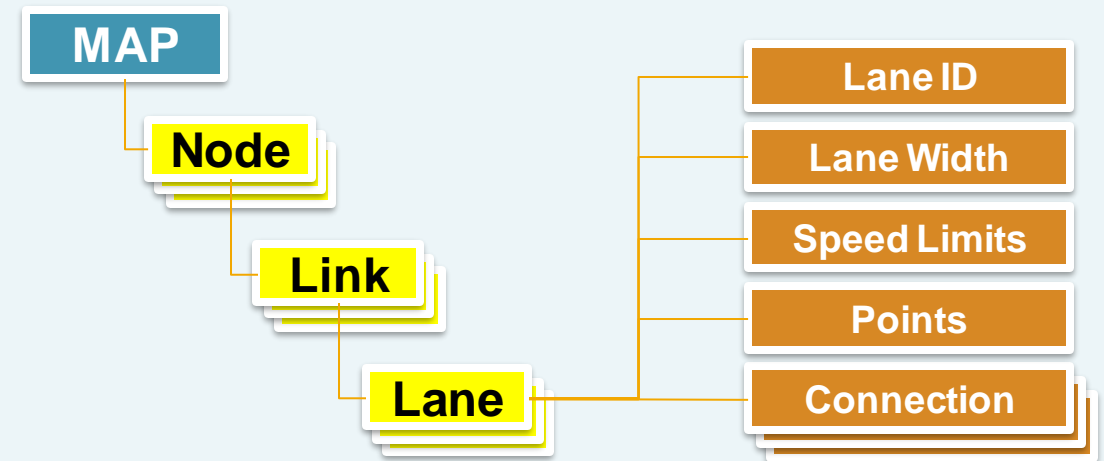 MAP
Node
Link
Lane
Lane ID
Lane Width
Speed Limits
Points
Connection